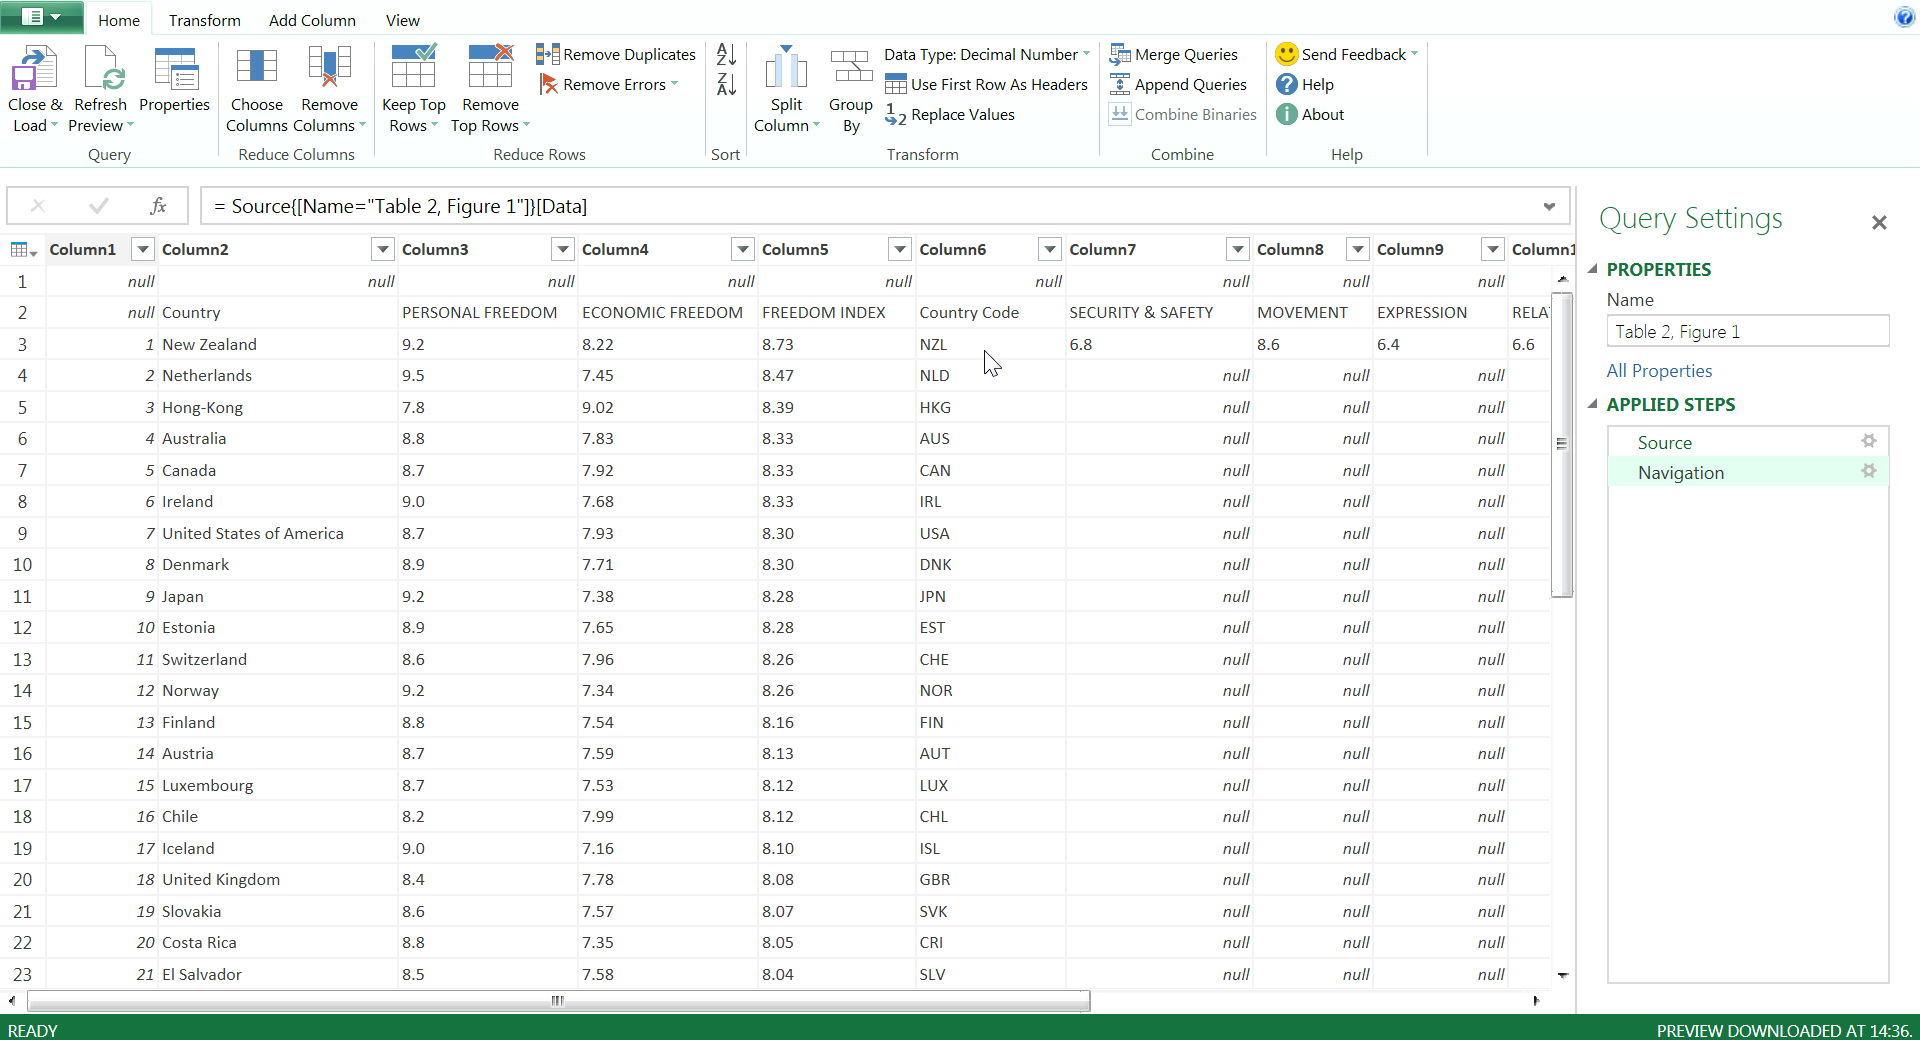 Home Transform Add Column View
Close & Load
Refresh Preview
Properties
Choose Columns
Remove Columns
Keep Top Rows
Remove Top Rows
Remove Duplicates
Remove Errors
A Z
Z A
Split Column
Group By
Data Type: Decimal Number
Use First Row As Headers
1 2 Replace Values
Merge Queries
Append Queries
Combine Binaries
Send Feedback
Help
About
Query Reduce Columns Reduce Rows Sort Transform Combine Help
fx = Source{[Name="Table 2, Figure 1"]}[Data]
Column1 Column2 Column3 Column4 Column5 Column6 Column7 Column8 Column9 Column1
1 null null null null null null null null null
2 null Country PERSONAL FREEDOM ECONOMIC FREEDOM FREEDOM INDEX Country Code SECURITY & SAFETY MOVEMENT EXPRESSION RELA
3 1 New Zealand 9.2 8.22 8.73 NZL 6.8 8.6 6.4 6.6
4 2 Netherlands 9.5 7.45 8.47 NLD null null null
5 3 Hong-Kong 7.8 9.02 8.39 HKG null null null
6 4 Australia 8.8 7.83 8.33 AUS null null null
7 5 Canada 8.7 7.92 8.33 CAN null null null
8 6 Ireland 9.0 7.68 8.33 IRL null null null
9 7 United States of America 8.7 7.93 8.30 USA null null null
10 8 Denmark 8.9 7.71 8.30 DNK null null null
11 9 Japan 9.2 7.38 8.28 JPN null null null
12 10 Estonia 8.9 7.65 8.28 EST null null null
13 11 Switzerland 8.6 7.96 8.26 CHE null null null
14 12 Norway 9.2 7.34 8.26 NOR null null null
15 13 Finland 8.8 7.54 8.16 FIN null null null
16 14 Austria 8.7 7.59 8.13 AUT null null null
17 15 Luxembourg 8.7 7.53 8.12 LUX null null null
18 16 Chile 8.2 7.99 8.12 CHL null null null
19 17 Iceland 9.0 7.16 8.10 ISL null null null
20 18 United Kingdom 8.4 7.78 8.08 GBR null null null
21 19 Slovakia 8.6 7.57 8.07 SVK null null null
22 20 Costa Rica 8.8 7.35 8.05 CRI null null null
23 21 El Salvador 8.5 7.58 8.04 SLV null null null
Query Settings
PROPERTIES
Name
Table 2, Figure 1
All Properties
APPLIED STEPS
Source
Navigation
READY PREVIEW DOWNLOADED AT 14:36.